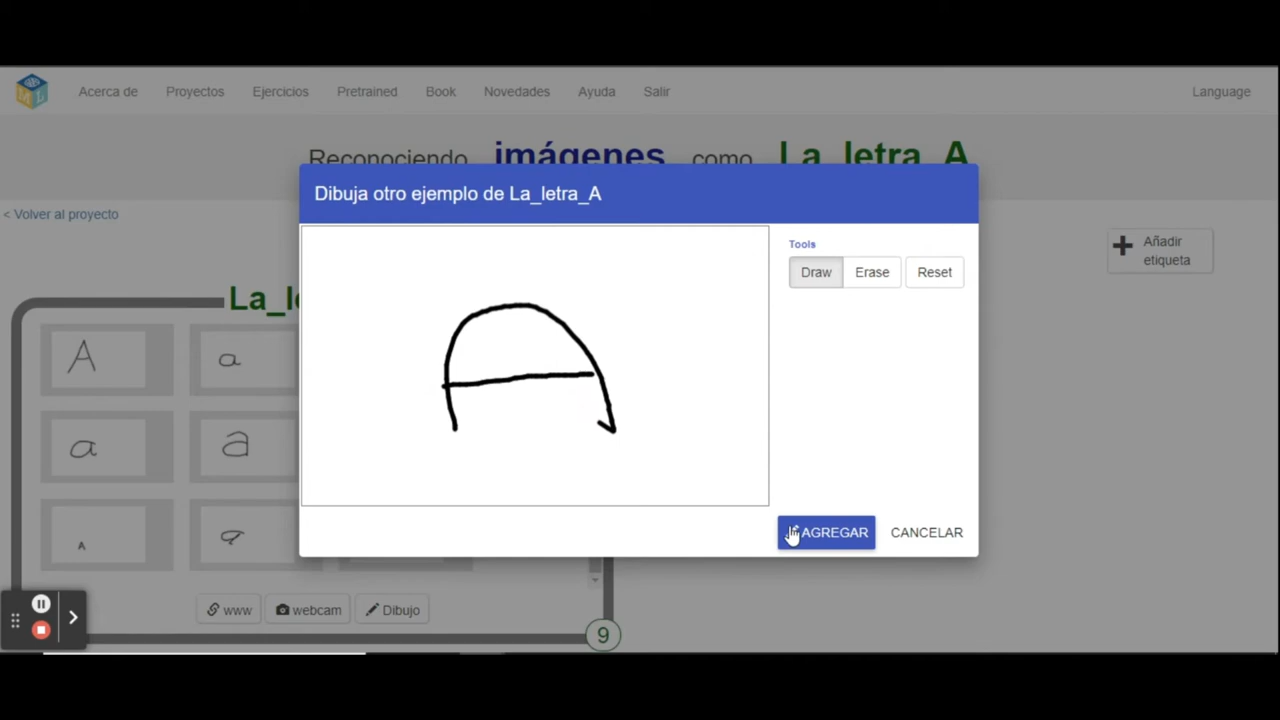 Acerca de Proyectos Ejercicios Pretrained Book Novedades Ayuda Salir Language
Reconociendo imágenes como La_letra_A
Dibuja otro ejemplo de La_letra_A
< Volver al proyecto
Tools
Draw Erase Reset
Añadir
etiqueta
A
A a
a a
A a
AGREGAR CANCELAR
www webcam Dibujo
9